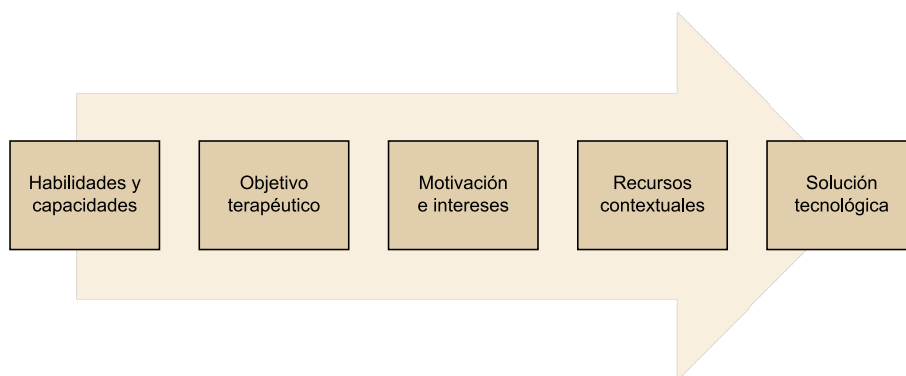 Habilidades y
capacidades
Objetivo
terapéutico
Motivación
e intereses
Recursos
contextuales
Solución
tecnológica